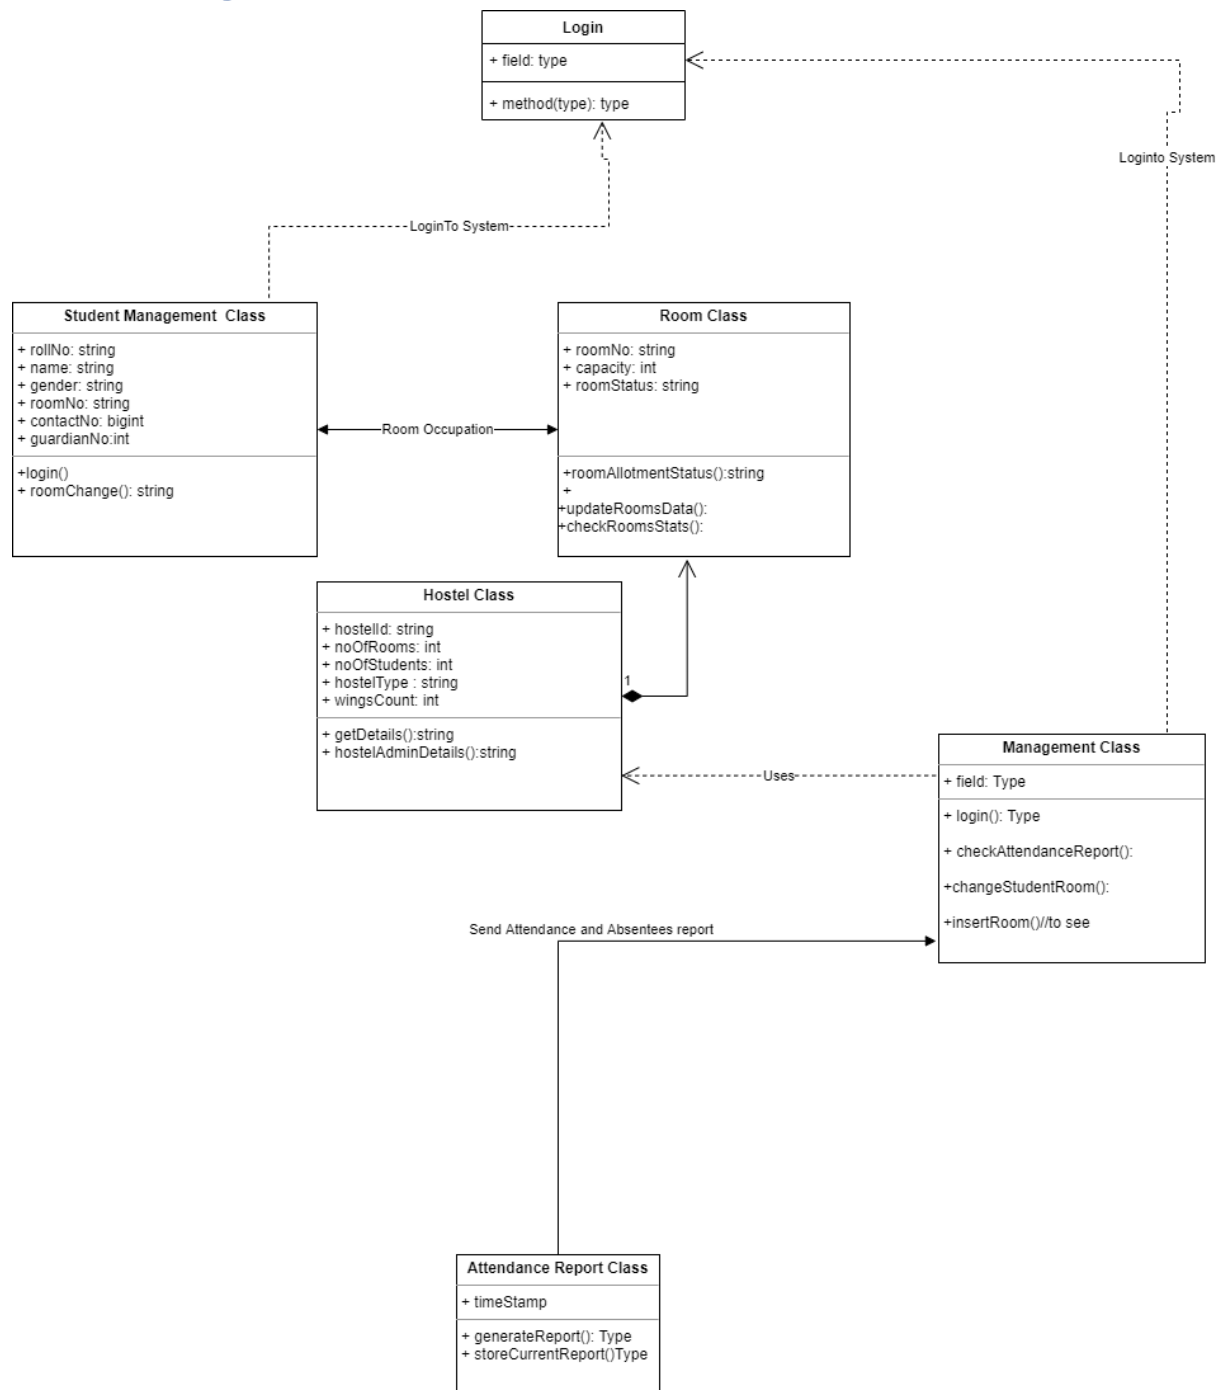 Login
+ field: type
+ method(type): type
Loginto System
LoginTo System
Student Management  Class
+ rollNo: string
+ name: string
+ gender: string
+ roomNo: string
+ contactNo: bigint
+ guardianNo:int
+login()
+ roomChange(): string
Room Occupation
Room Class
+ roomNo: string
+ capacity: int
+ roomStatus: string
+roomAllotmentStatus():string
+
+updateRoomsData():
+checkRoomsStats():
Hostel Class
+ hostelId: string
+ noOfRooms: int
+ noOfStudents: int
+ hostelType : string
+ wingsCount: int
+ getDetails():string
+ hostelAdminDetails():string
1
Uses
Management Class
+ field: Type
+ login(): Type
+ checkAttendanceReport():
+changeStudentRoom():
+insertRoom()//to see
Send Attendance and Absentees report
Attendance Report Class
+ timeStamp
+ generateReport(): Type
+ storeCurrentReport()Type